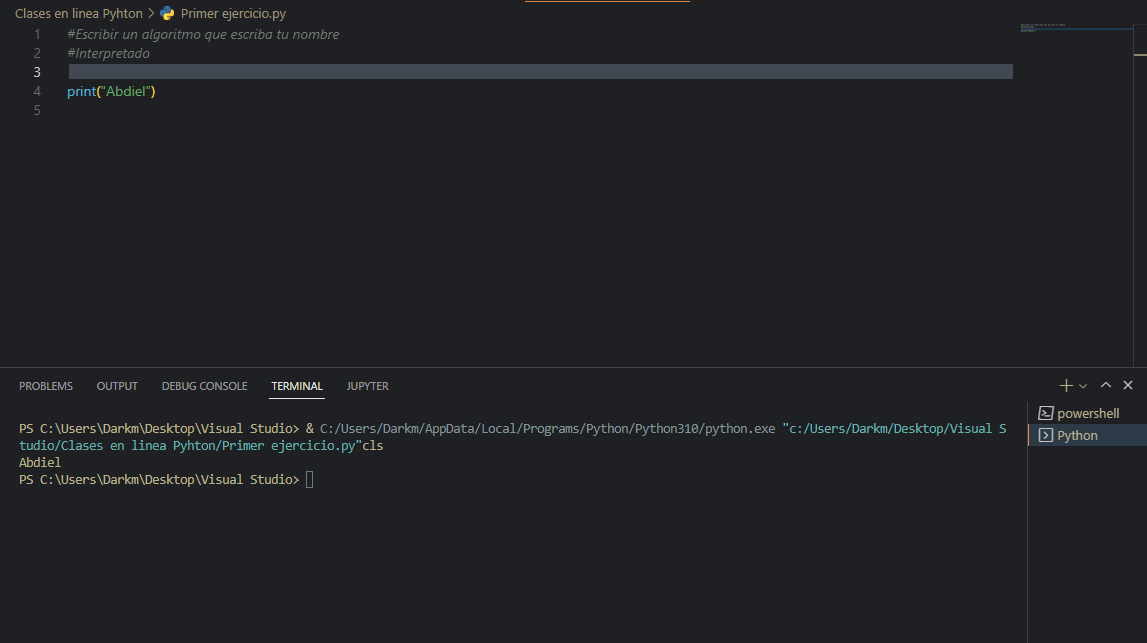 Clases en linea Pyhton > Primer ejercicio.py
1 #Escribir un algoritmo que escriba tu nombre
2 #Interpretado
3
4 print("Abdiel")
5
PROBLEMS OUTPUT DEBUG CONSOLE TERMINAL JUPYTER
PS C:\Users\Darkm\Desktop\Visual Studio> & C:/Users/Darkm/AppData/Local/Programs/Python/Python310/python.exe "c:/Users/Darkm/Desktop/Visual S
tudio/Clases en linea Pyhton/Primer ejercicio.py"cls
Abdiel
PS C:\Users\Darkm\Desktop\Visual Studio>
powershell
Python